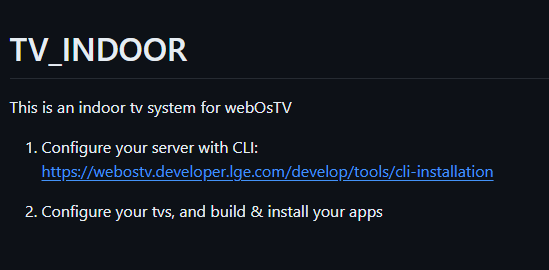 TV_INDOOR
This is an indoor tv system for webOsTV
1. Configure your server with CLI:
https://webostv.developer.lge.com/develop/tools/cli-installation
2. Configure your tvs, and build & install your apps